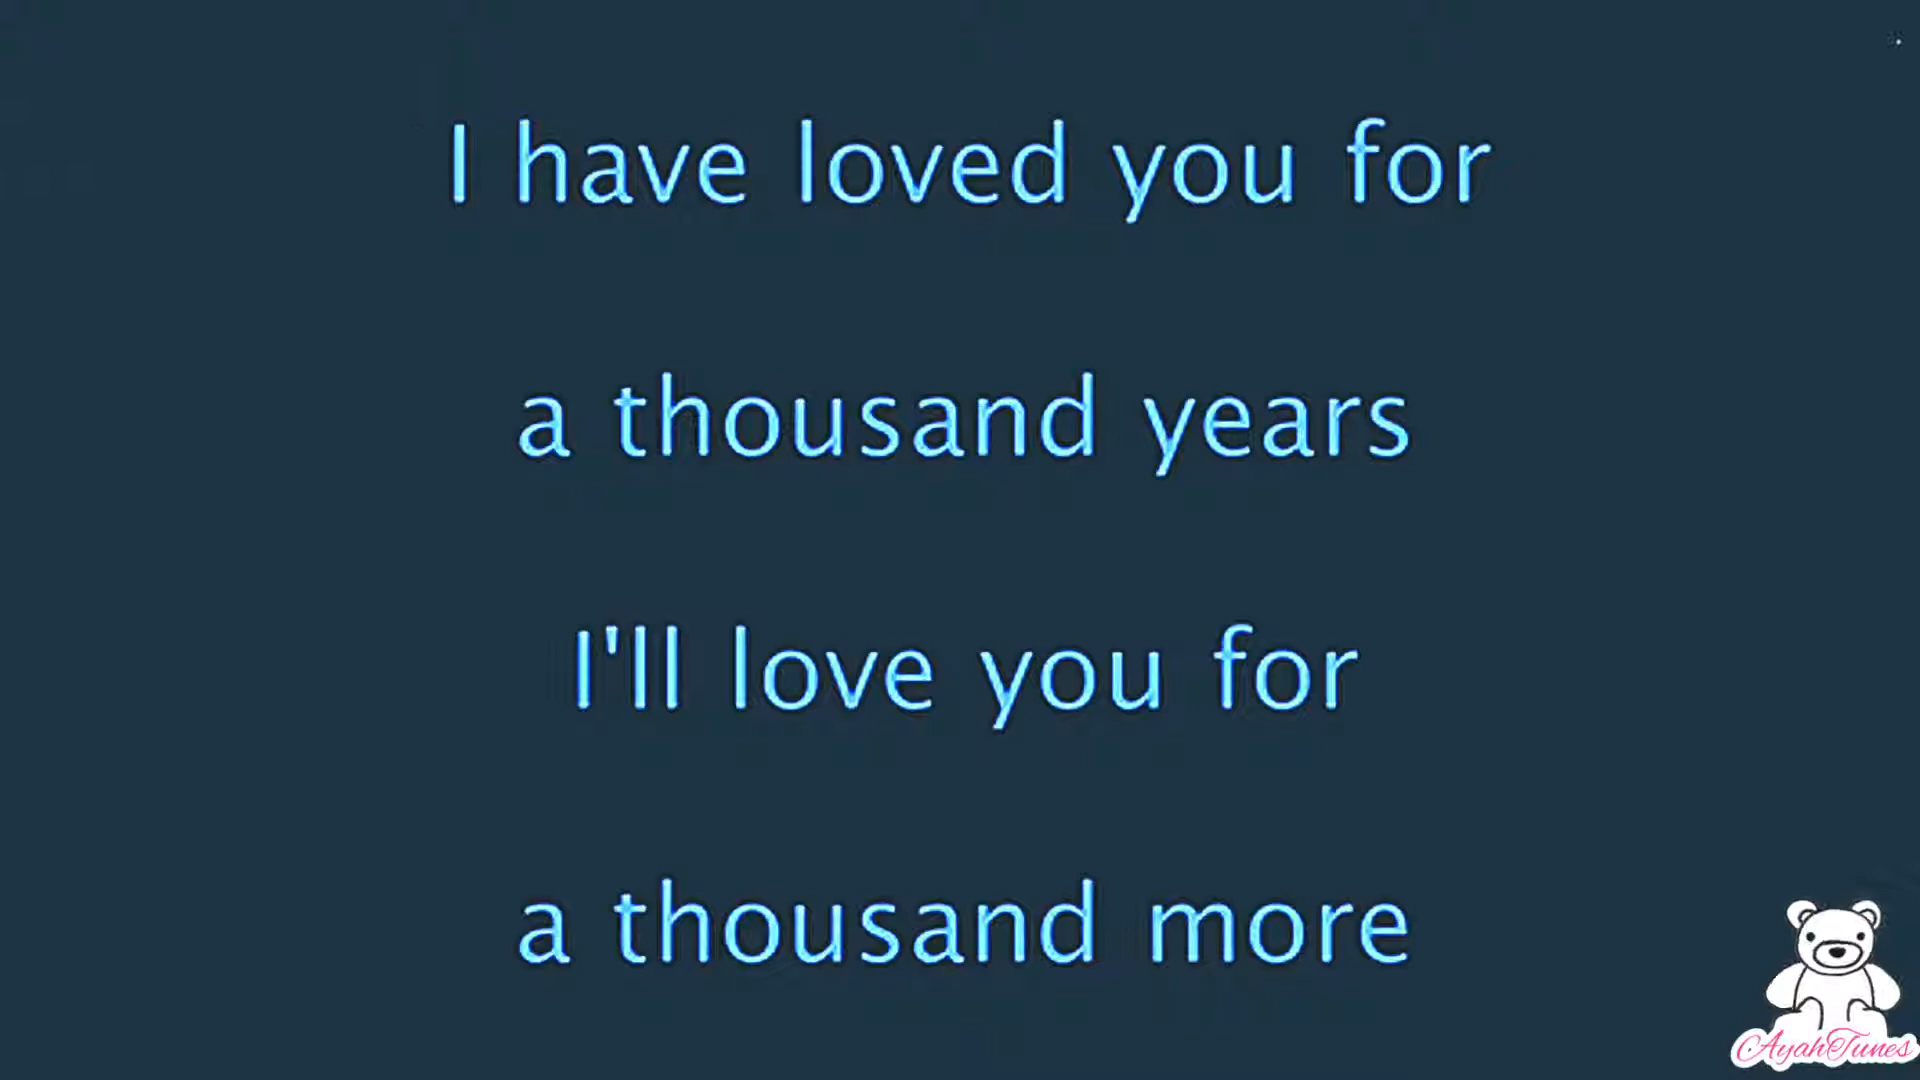 I have loved you for
a thousand years
I'll love you for
a thousand more
AyahTunes